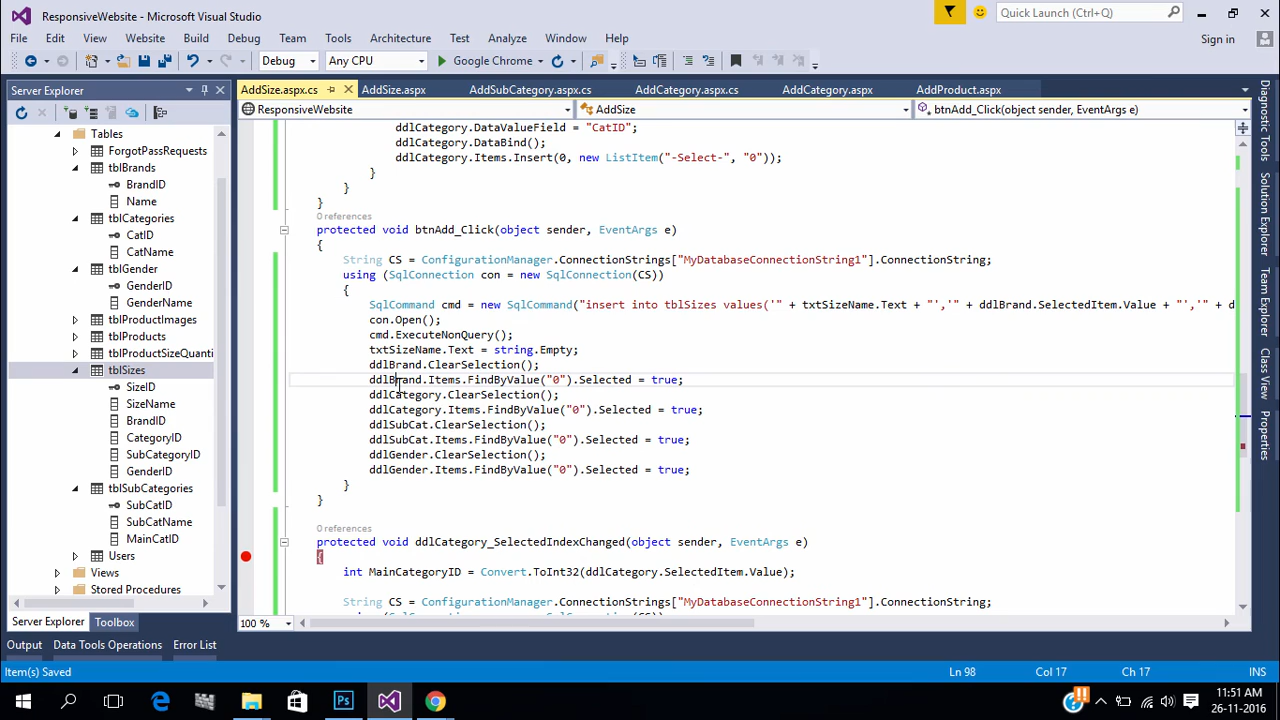 ResponsiveWebsite - Microsoft Visual Studio
Quick Launch (Ctrl+Q)
File Edit View Website Build Debug Team Tools Architecture Test Analyze Window Help
Sign in
Debug Any CPU Google Chrome
Server Explorer
AddSize.aspx.cs AddSize.aspx AddSubCategory.aspx.cs AddCategory.aspx.cs AddCategory.aspx AddProduct.aspx
ResponsiveWebsite AddSize btnAdd_Click(object sender, EventArgs e)
Tables
ForgotPassRequests
tblBrands
BrandID
Name
tblCategories
CatID
CatName
tblGender
GenderID
GenderName
tblProductImages
tblProducts
tblProductSizeQuanti
tblSizes
SizeID
SizeName
BrandID
CategoryID
SubCategoryID
GenderID
tblSubCategories
SubCatID
SubCatName
MainCatID
Users
Views
Stored Procedures
Server Explorer Toolbox
ddlCategory.DataValueField = "CatID";
ddlCategory.DataBind();
ddlCategory.Items.Insert(0, new ListItem("-Select-", "0"));
}
}
}
0 references
protected void btnAdd_Click(object sender, EventArgs e)
{
String CS = ConfigurationManager.ConnectionStrings["MyDatabaseConnectionString1"].ConnectionString;
using (SqlConnection con = new SqlConnection(CS))
{
SqlCommand cmd = new SqlCommand("insert into tblSizes values('" + txtSizeName.Text + "','" + ddlBrand.SelectedItem.Value + "','" + d
con.Open();
cmd.ExecuteNonQuery();
txtSizeName.Text = string.Empty;
ddlBrand.ClearSelection();
ddlBrand.Items.FindByValue("0").Selected = true;
ddlCategory.ClearSelection();
ddlCategory.Items.FindByValue("0").Selected = true;
ddlSubCat.ClearSelection();
ddlSubCat.Items.FindByValue("0").Selected = true;
ddlGender.ClearSelection();
ddlGender.Items.FindByValue("0").Selected = true;
}
}
0 references
protected void ddlCategory_SelectedIndexChanged(object sender, EventArgs e)
{
int MainCategoryID = Convert.ToInt32(ddlCategory.SelectedItem.Value);
String CS = ConfigurationManager.ConnectionStrings["MyDatabaseConnectionString1"].ConnectionString;
100 %
Diagnostic Tools
Solution Explorer
Team Explorer
Properties
Output Data Tools Operations Error List
Item(s) Saved Ln 98 Col 17 Ch 17 INS
11:51 AM
26-11-2016